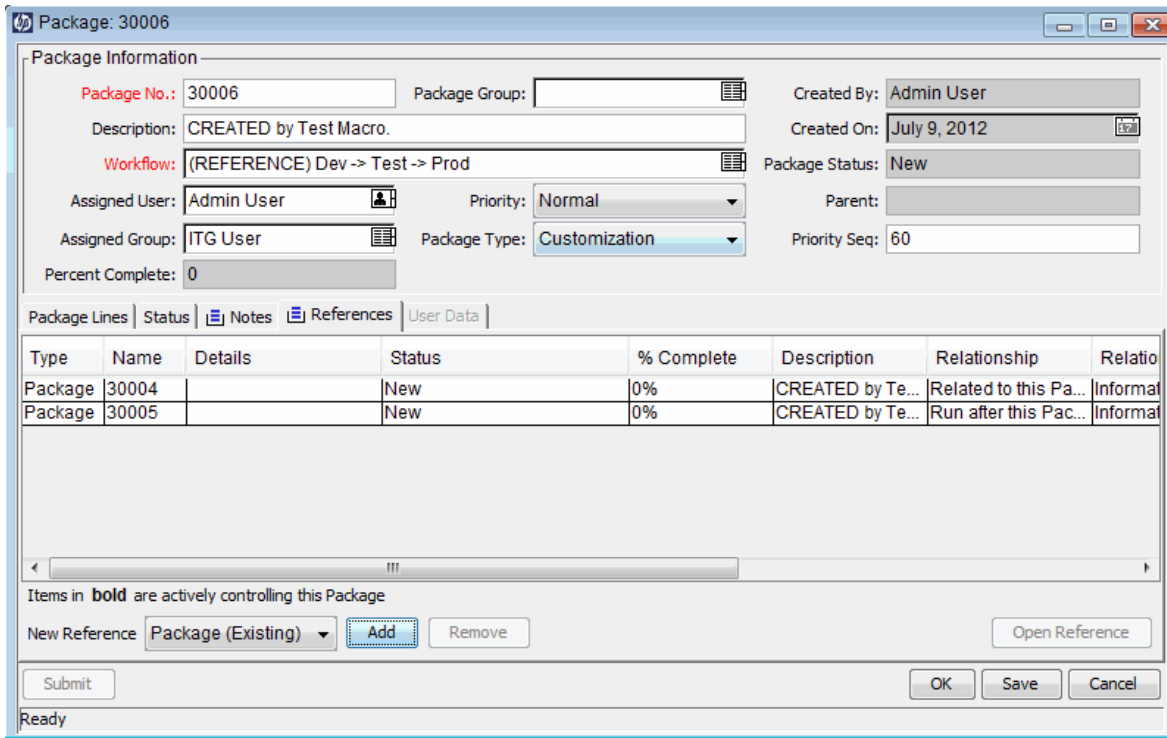 Package: 30006
Package Information
Package No.: 30006 Package Group: Created By: Admin User
Description: CREATED by Test Macro. Created On: July 9, 2012
Workflow: (REFERENCE) Dev -> Test -> Prod Package Status: New
Assigned User: Admin User Priority: Normal Parent:
Assigned Group: ITG User Package Type: Customization Priority Seq: 60
Percent Complete: 0
Package Lines Status Notes References User Data
Type Name Details Status % Complete Description Relationship Relatio
Package 30004 New 0% CREATED by Te... Related to this Pa... Informat
Package 30005 New 0% CREATED by Te... Run after this Pac... Informat
Items in bold are actively controlling this Package
New Reference Package (Existing) Add Remove Open Reference
Submit OK Save Cancel
Ready